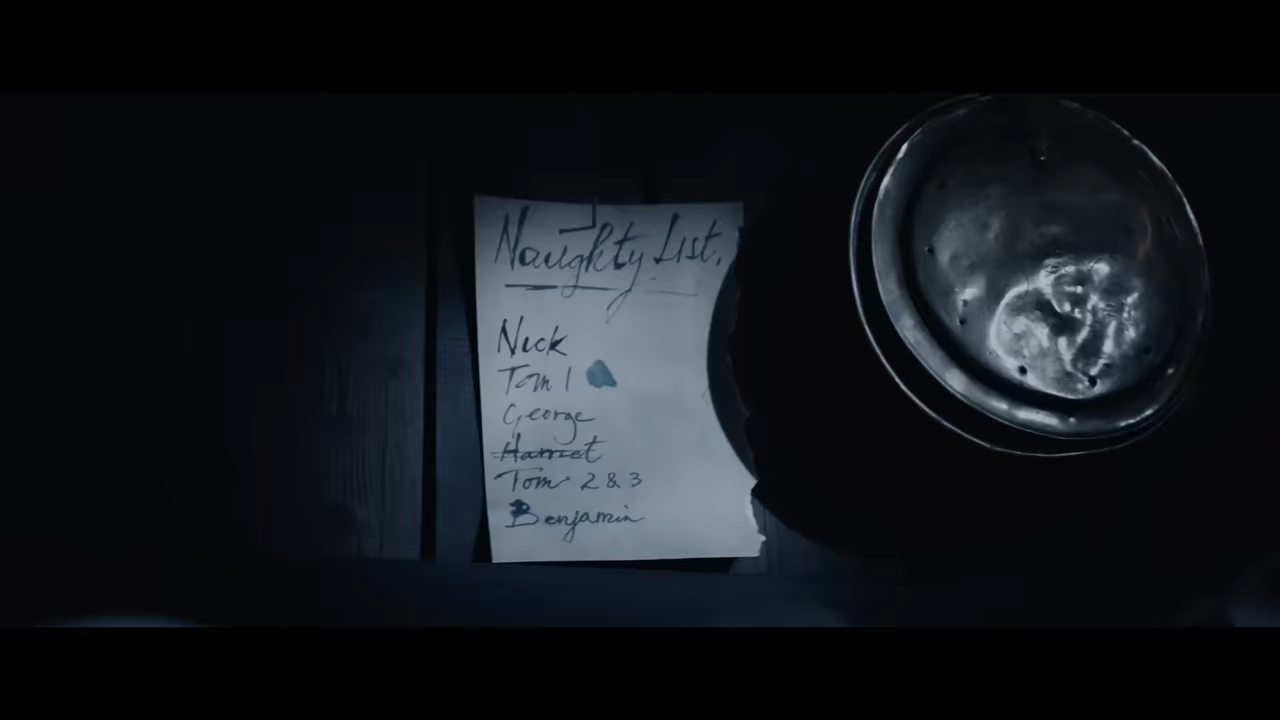 Naughty List.
Nick
Tom 1
George
Harriet
Tom 2 & 3
Benjamin